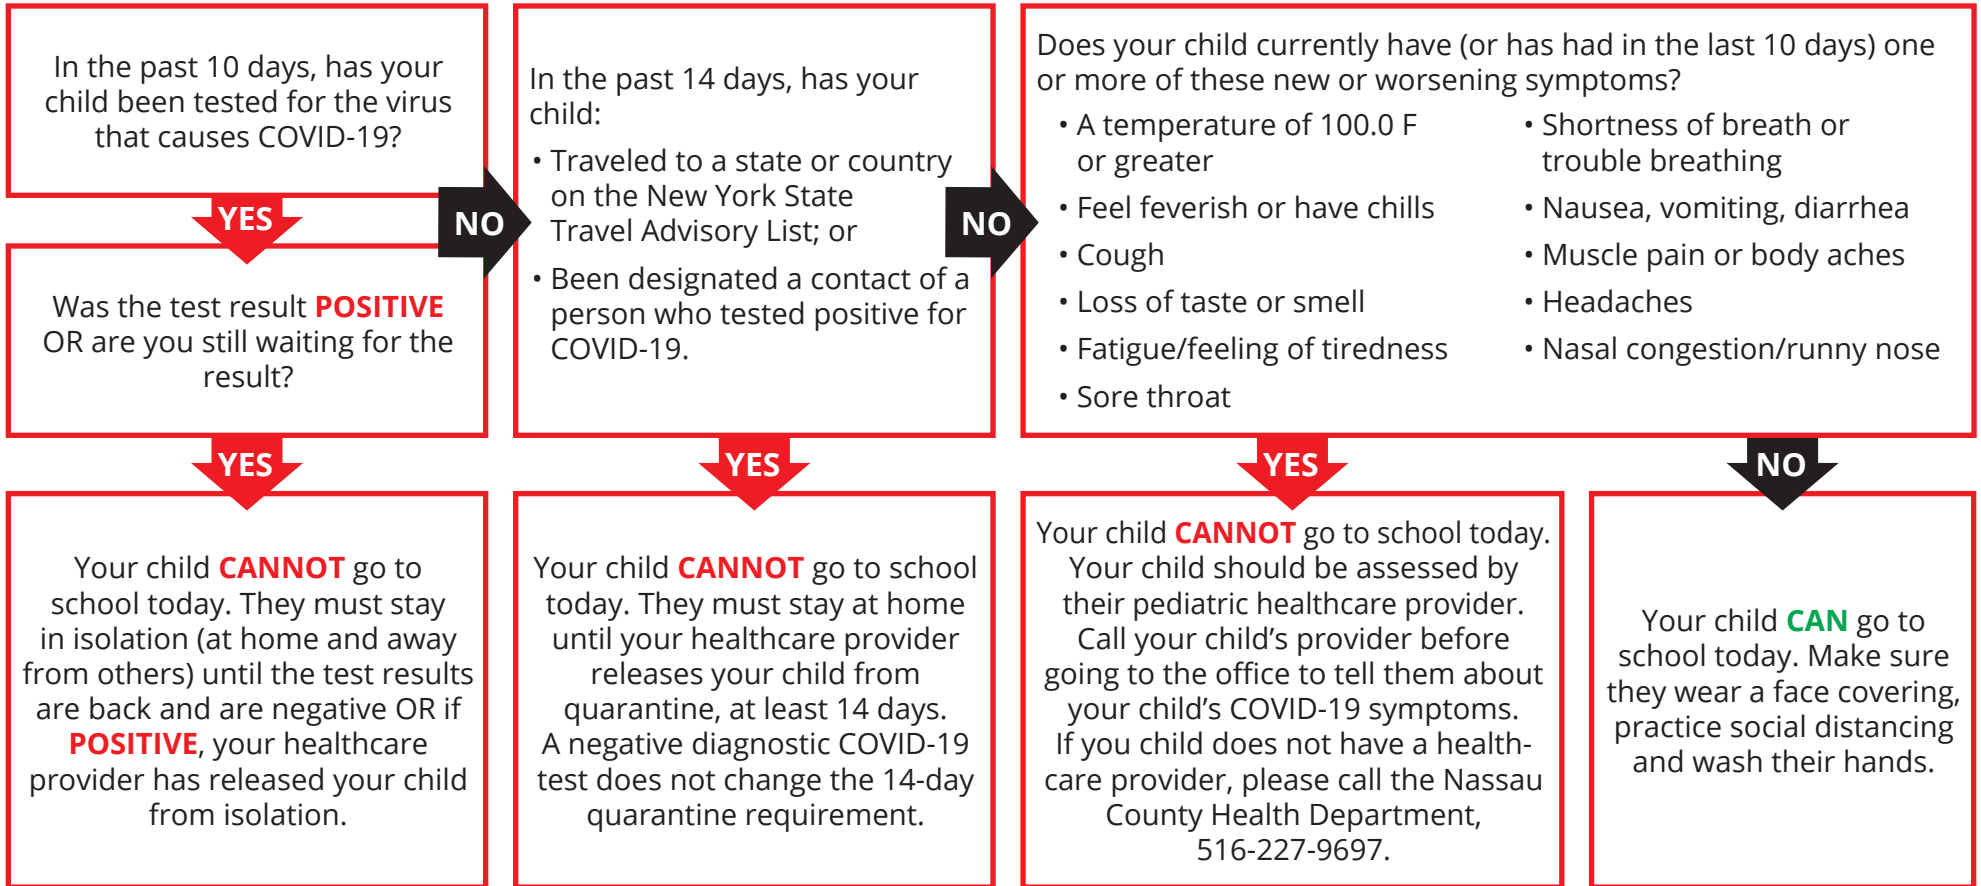 In the past 10 days, has your
child been tested for the virus
that causes COVID-19?
YES
NO
Was the test result POSITIVE
OR are you still waiting for the
result?
YES
Your child CANNOT go to
school today. They must stay
in isolation (at home and away
from others) until the test results
are back and are negative OR if
POSITIVE, your healthcare
provider has released your child
from isolation.
In the past 14 days, has your
child:
• Traveled to a state or country
on the New York State
Travel Advisory List; or
• Been designated a contact of a
person who tested positive for
COVID-19.
NO
YES
Your child CANNOT go to school
today. They must stay at home
until your healthcare provider
releases your child from
quarantine, at least 14 days.
A negative diagnostic COVID-19
test does not change the 14-day
quarantine requirement.
Does your child currently have (or has had in the last 10 days) one
or more of these new or worsening symptoms?
• A temperature of 100.0 F
or greater
• Feel feverish or have chills
• Cough
• Loss of taste or smell
• Fatigue/feeling of tiredness
• Sore throat
• Shortness of breath or
trouble breathing
• Nausea, vomiting, diarrhea
• Muscle pain or body aches
• Headaches
• Nasal congestion/runny nose
YES
Your child CANNOT go to school today.
Your child should be assessed by
their pediatric healthcare provider.
Call your child's provider before
going to the office to tell them about
your child's COVID-19 symptoms.
If you child does not have a health-
care provider, please call the Nassau
County Health Department,
516-227-9697.
NO
Your child CAN go to
school today. Make sure
they wear a face covering,
practice social distancing
and wash their hands.